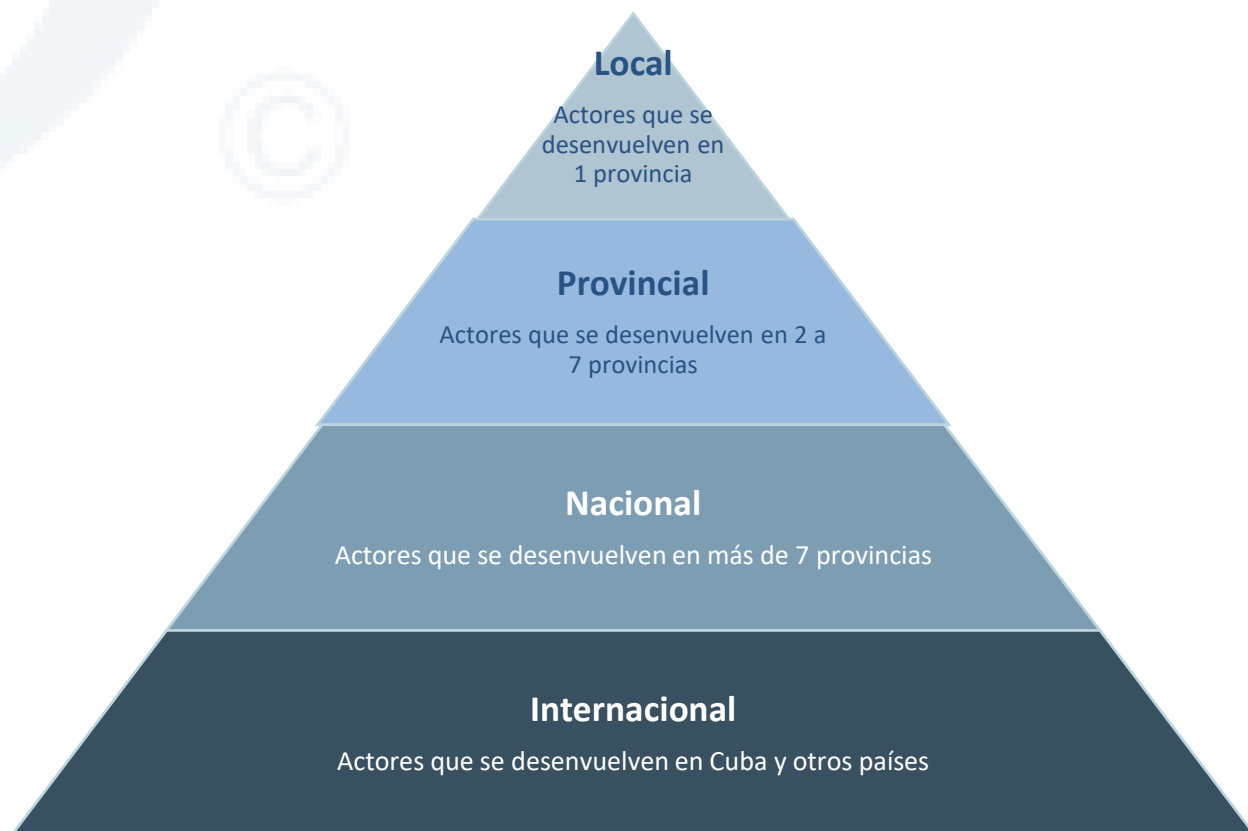 Local
Actores que se
desenvuelven en
1 provincia
©
Provincial
Actores que se desenvuelven en 2 a
7 provincias
Nacional
Actores que se desenvuelven en más de 7 provincias
Internacional
Actores que se desenvuelven en Cuba y otros países